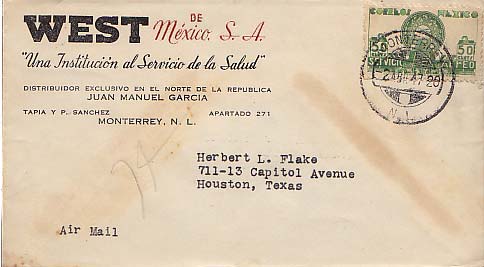 WEST DE México, S. A.
"Una Institución al Servicio de la Salud"
DISTRIBUIDOR EXCLUSIVO EN EL NORTE DE LA REPUBLICA
JUAN MANUEL GARCIA
TAPIA Y P. SANCHEZ APARTADO 271
MONTERREY, N. L.
CORREOS MEXICO
50 50
SERVICIO
N. L.
74
Herbert L. Flake
711-13 Capitol Avenue
Houston, Texas
Air Mail